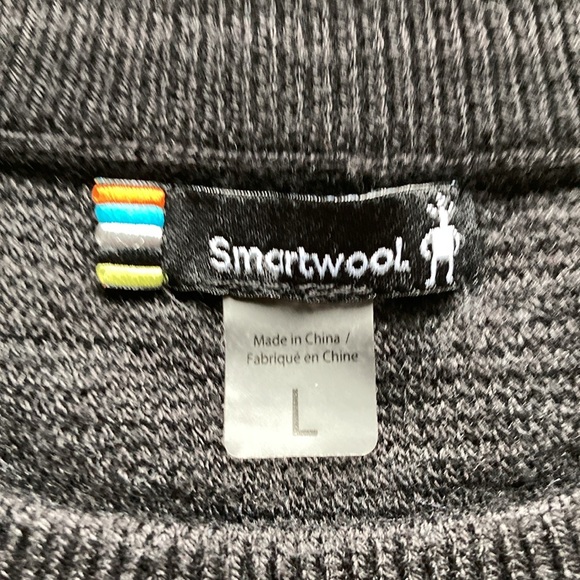 Smartwool.
Made in China /
Fabriqué en Chine
L